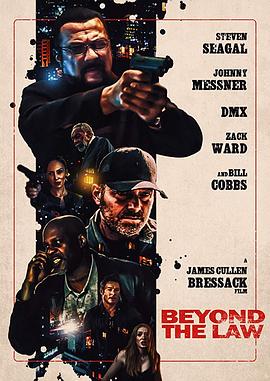 STEVEN
SEAGAL
JOHNNY
MESSNER
DMX
ZACK
WARD
AND BILL
COBBS
A
JAMES CULLEN
BRESSACK
FILM
BEYOND
THE LAW